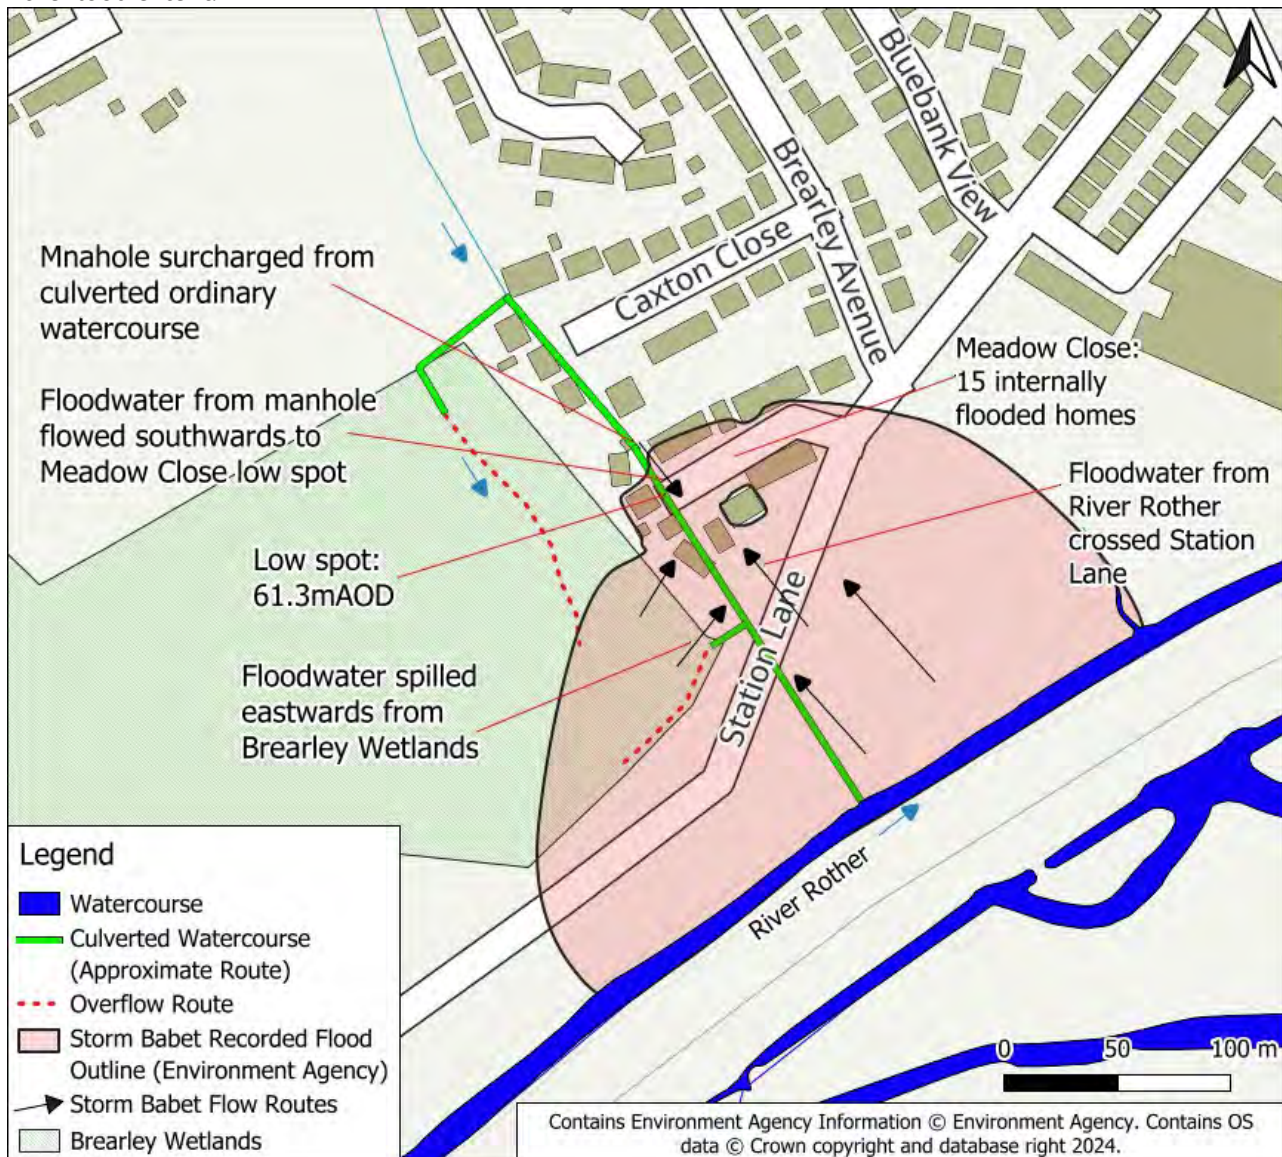 Bluebank View
Brearley Avenue
Caxton Close
Mnahole surcharged from
culverted ordinary
watercourse
Floodwater from manhole
flowed southwards to
Meadow Close low spot
Meadow Close:
15 internally
flooded homes
Floodwater from
River Rother
crossed Station
Lane
Low spot:
61.3mAOD
Station Lane
Floodwater spilled
eastwards from
Brearley Wetlands
River Rother
Legend
Watercourse
Culverted Watercourse
(Approximate Route)
Overflow Route
Storm Babet Recorded Flood
Outline (Environment Agency)
Storm Babet Flow Routes
Brearley Wetlands
0 50 100 m
Contains Environment Agency Information © Environment Agency. Contains OS
data © Crown copyright and database right 2024.